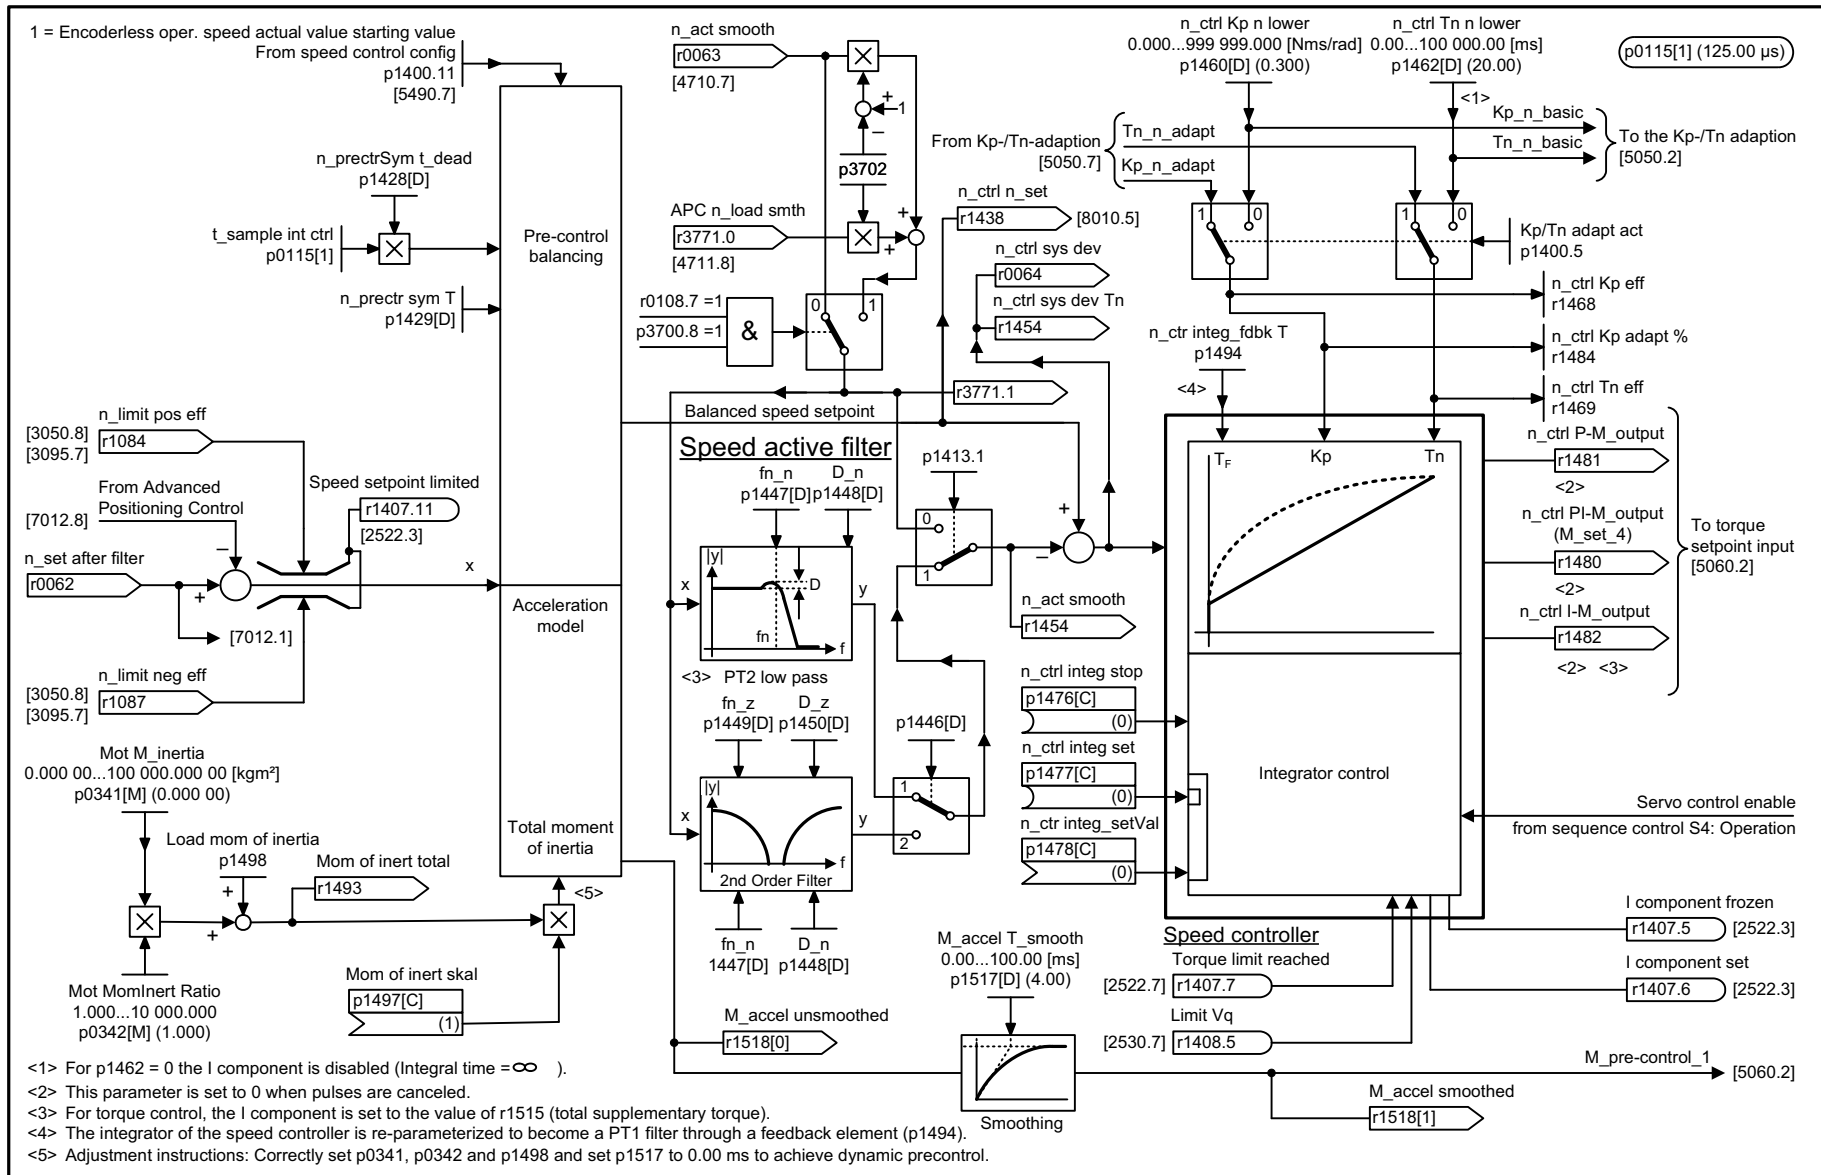 1 = Encoderless oper. speed actual value starting value
From speed control config
p1400.11
[5490.7]
n_prectrSym t_dead
p1428[D]
t_sample int ctrl
p0115[1]
n_prectr sym T
p1429[D]
Pre-control
balancing
n_act smooth
r0063
[4710.7]
+
1
–
p3702
APC n_load smth
r3771.0
[4711.8]
+
+
r0108.7 =1
p3700.8 =1
&
0
1
n_ctrl n_set
r1438
[8010.5]
n_ctrl sys dev
r0064
n_ctrl sys dev Tn
r1454
r3771.1
n_ctrl Kp n lower
0.000...999 999.000 [Nms/rad]
p1460[D] (0.300)
n_ctrl Tn n lower
0.00...100 000.00 [ms]
p1462[D] (20.00)
<1>
p0115[1] (125.00 µs)
From Kp-/Tn-adaption
[5050.7]
Tn_n_adapt
Kp_n_adapt
Kp_n_basic
Tn_n_basic
To the Kp-/Tn adaption
[5050.2]
1
0
1
0
Kp/Tn adapt act
p1400.5
n_ctrl Kp eff
r1468
n_ctrl Kp adapt %
r1484
n_ctrl Tn eff
r1469
n_ctr integ_fdbk T
p1494
<4>
n_limit pos eff
[3050.8]
[3095.7]
r1084
From Advanced
Positioning Control
[7012.8]
–
Speed setpoint limited
r1407.11
[2522.3]
n_set after filter
r0062
+
x
[7012.1]
n_limit neg eff
[3050.8]
[3095.7]
r1087
Acceleration
model
Total moment
of inertia
Balanced speed setpoint
Speed active filter
fn_n
p1447[D]
D_n
p1448[D]
|y|
D
x
y
fn
f
<3> PT2 low pass
fn_z
p1449[D]
D_z
p1450[D]
|y|
x
y
f
2nd Order Filter
fn_n
1447[D]
D_n
p1448[D]
p1413.1
0
1
p1446[D]
1
2
+
–
n_act smooth
r1454
n_ctrl integ stop
p1476[C]
(0)
n_ctrl integ set
p1477[C]
(0)
n_ctr integ_setVal
p1478[C]
(0)
TF
Kp
Tn
Integrator control
Speed controller
n_ctrl P-M_output
r1481
<2>
n_ctrl PI-M_output
(M_set_4)
r1480
<2>
n_ctrl I-M_output
r1482
<2> <3>
To torque
setpoint input
[5060.2]
Servo control enable
from sequence control S4: Operation
I component frozen
r1407.5
[2522.3]
I component set
r1407.6
[2522.3]
Torque limit reached
[2522.7]
r1407.7
Limit Vq
[2530.7]
r1408.5
Mot M_inertia
0.000 00...100 000.000 00 [kgm²]
p0341[M] (0.000 00)
Load mom of inertia
p1498
+
+
Mom of inert total
r1493
<5>
Mot MomInert Ratio
1.000...10 000.000
p0342[M] (1.000)
Mom of inert skal
p1497[C]
(1)
M_accel unsmoothed
r1518[0]
M_accel T_smooth
0.00...100.00 [ms]
p1517[D] (4.00)
Smoothing
M_pre-control_1
[5060.2]
M_accel smoothed
r1518[1]
<1> For p1462 = 0 the I component is disabled (Integral time = ∞ ).
<2> This parameter is set to 0 when pulses are canceled.
<3> For torque control, the I component is set to the value of r1515 (total supplementary torque).
<4> The integrator of the speed controller is re-parameterized to become a PT1 filter through a feedback element (p1494).
<5> Adjustment instructions: Correctly set p0341, p0342 and p1498 and set p1517 to 0.00 ms to achieve dynamic precontrol.